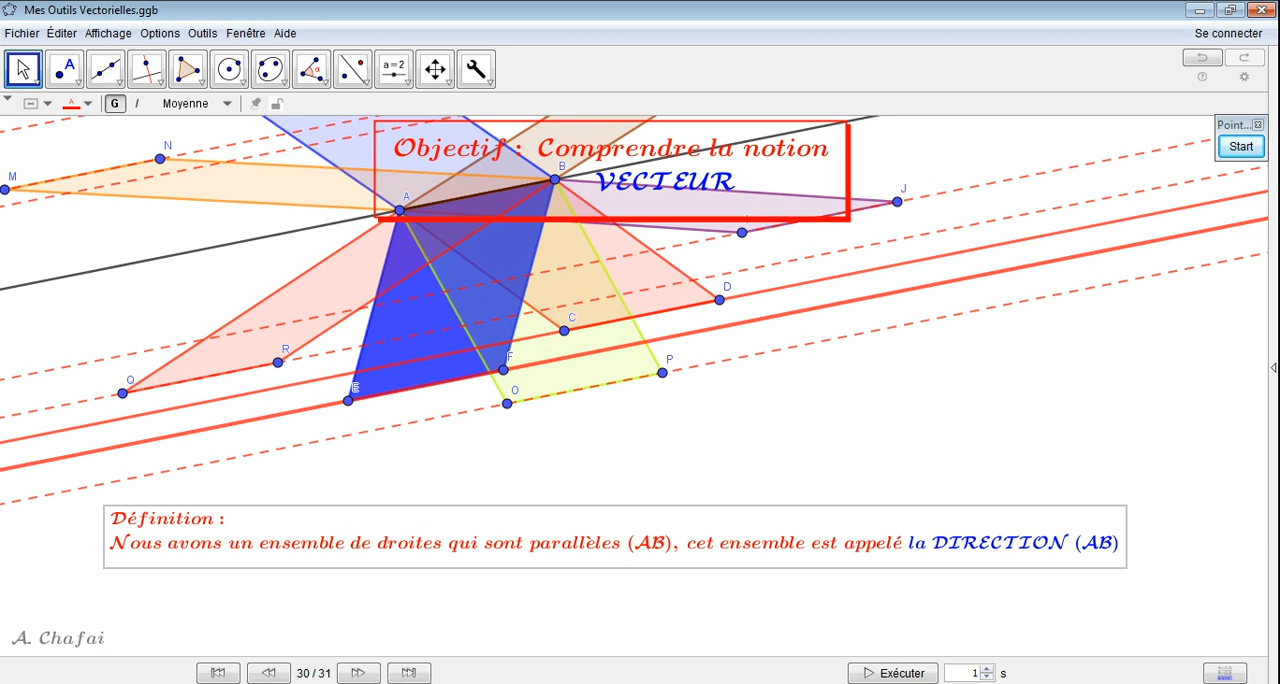 Mes Outils Vectorielles.ggb
Fichier Éditer Affichage Options Outils Fenêtre Aide
Se connecter
A
α
a = 2
A
G I Moyenne
Point...
Start
Objectif : Comprendre la notion
VECTEUR
N
M
B
A
J
D
C
R
F
P
Q
E
O
Définition :
Nous avons un ensemble de droites qui sont parallèles (AB), cet ensemble est appelé la DIRECTION (AB)
A. Chafai
30 / 31
Exécuter
1 s